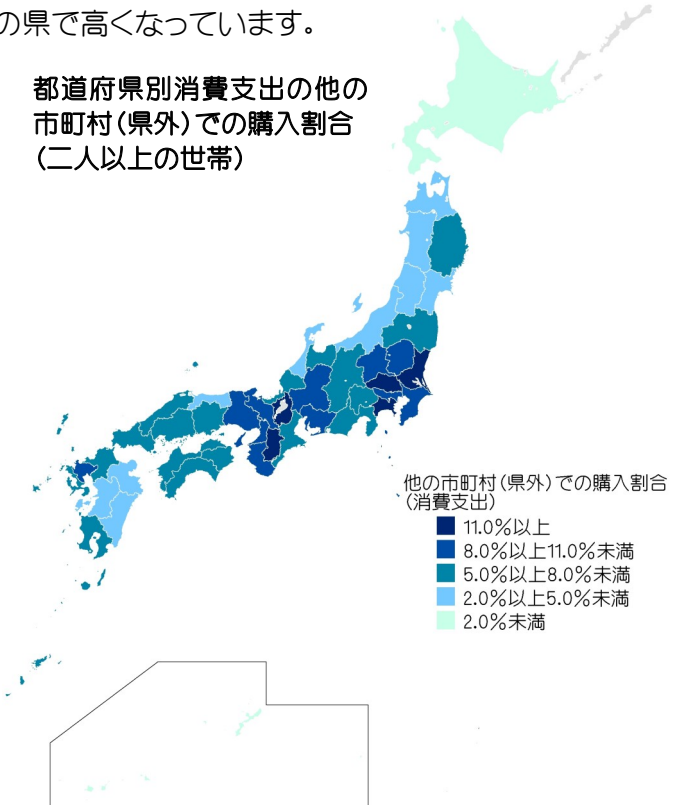 の県で高くなっています。
都道府県別消費支出の他の
市町村(県外)での購入割合
(二人以上の世帯)
他の市町村(県外)での購入割合
(消費支出)
11.0%以上
8.0%以上11.0%未満
5.0%以上8.0%未満
2.0%以上5.0%未満
2.0%未満